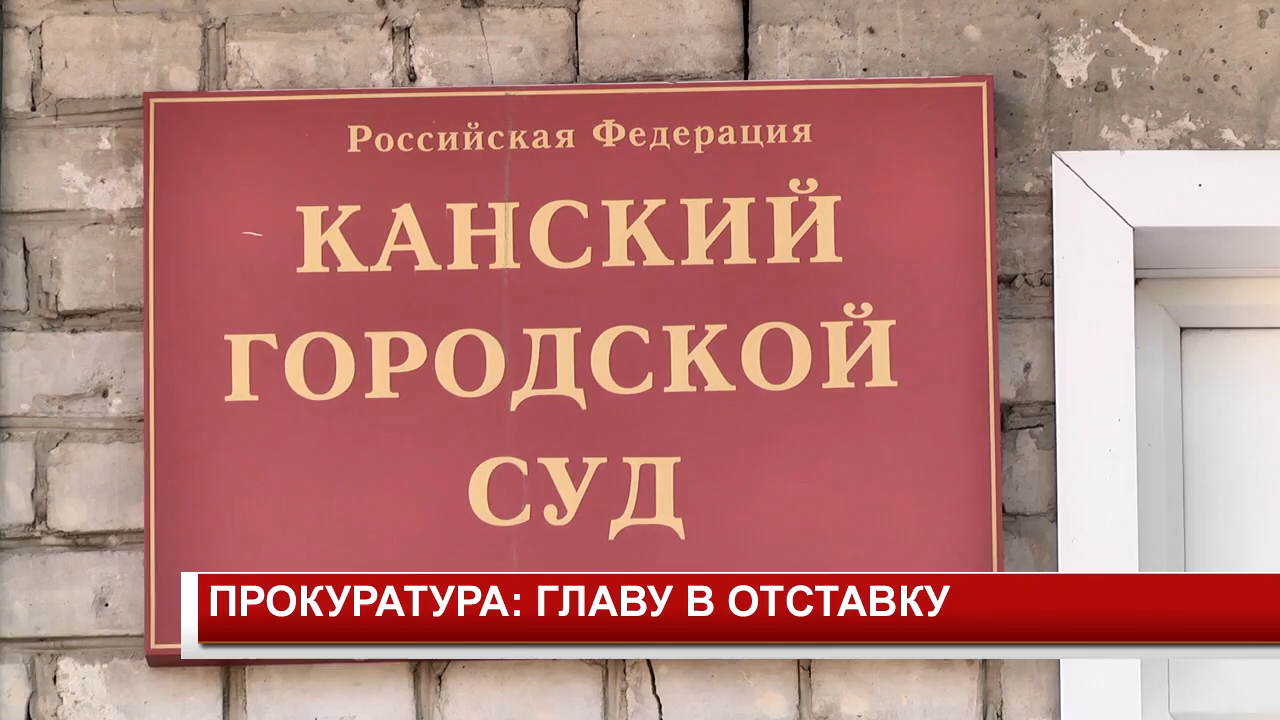 Российская Федерация
КАНСКИЙ
ГОРОДСКОЙ
СУД
ПРОКУРАТУРА: ГЛАВУ В ОТСТАВКУ